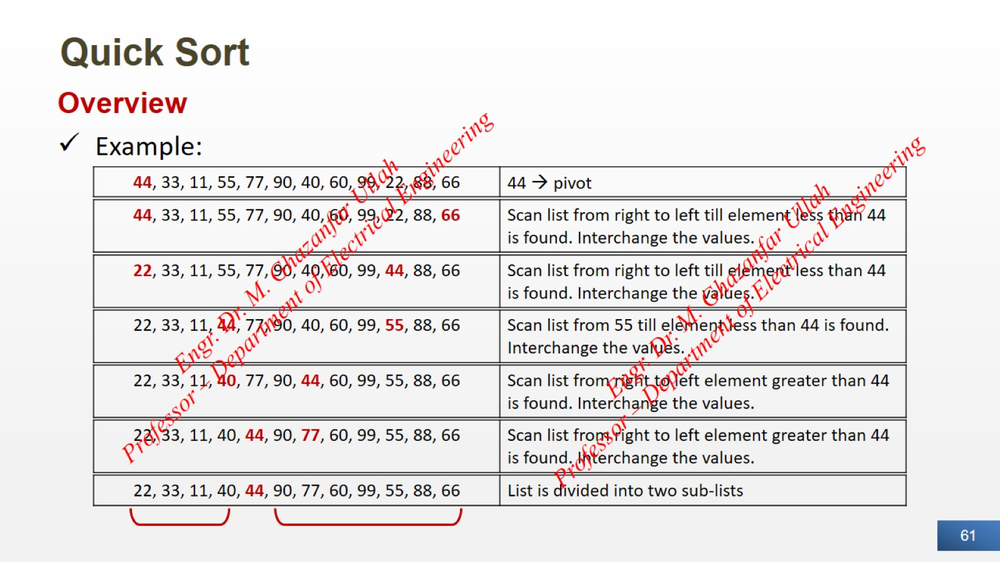 Quick Sort
Overview
✓ Example:
44, 33, 11, 55, 77, 90, 40, 60, 99, 22, 88, 66
44 → pivot
44, 33, 11, 55, 77, 90, 40, 60, 99, 22, 88, 66
Scan list from right to left till element less than 44
is found. Interchange the values.
22, 33, 11, 55, 77, 90, 40, 60, 99, 44, 88, 66
Scan list from right to left till element less than 44
is found. Interchange the values.
22, 33, 11, 44, 77, 90, 40, 60, 99, 55, 88, 66
Scan list from 55 till element less than 44 is found.
Interchange the values.
22, 33, 11, 40, 77, 90, 44, 60, 99, 55, 88, 66
Scan list from right to left element greater than 44
is found. Interchange the values.
22, 33, 11, 40, 44, 90, 77, 60, 99, 55, 88, 66
Scan list from right to left element greater than 44
is found. Interchange the values.
22, 33, 11, 40, 44, 90, 77, 60, 99, 55, 88, 66
List is divided into two sub-lists
Engr. Dr. M. Ghazanfar Ullah
Professor – Department of Electrical Engineering
Engr. Dr. M. Ghazanfar Ullah
Professor – Department of Electrical Engineering
61